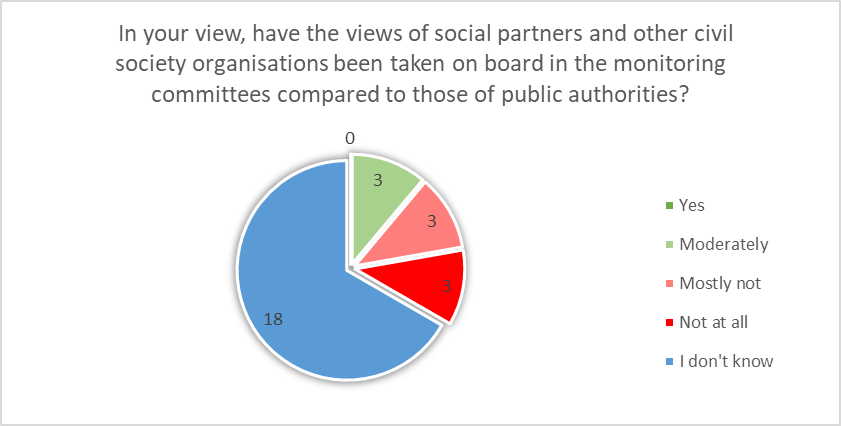 In your view, have the views of social partners and other civil
society organisations been taken on board in the monitoring
committees compared to those of public authorities?
0
3
3
3
18
Yes
Moderately
Mostly not
Not at all
I don't know